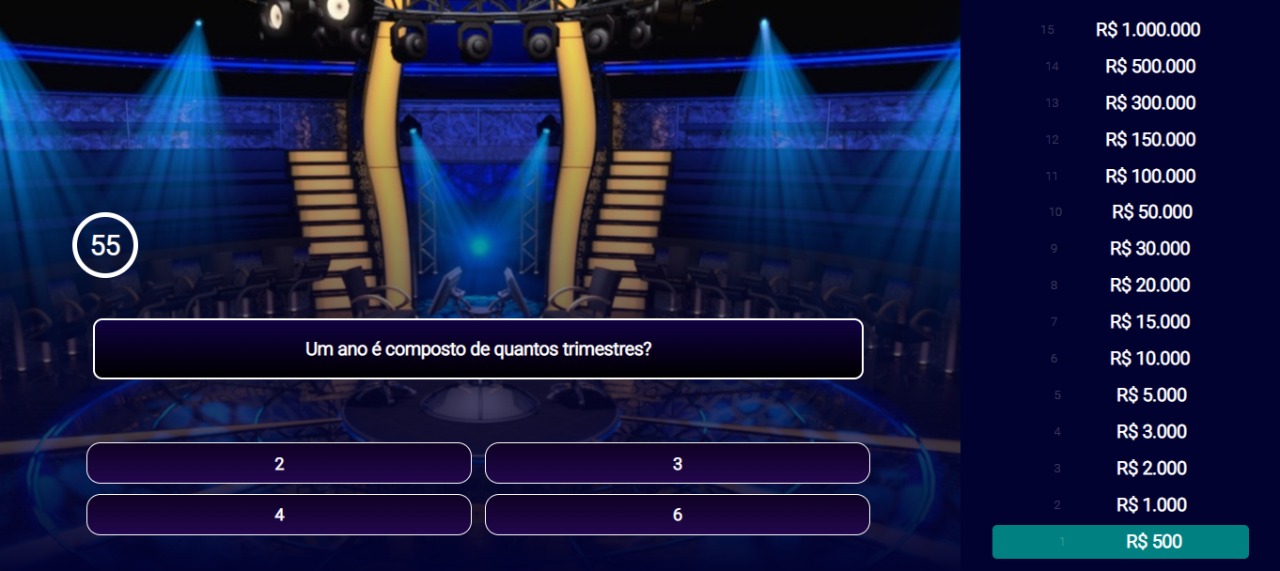 55
Um ano é composto de quantos trimestres?
2
3
4
6
15 R$ 1.000.000
14 R$ 500.000
13 R$ 300.000
12 R$ 150.000
11 R$ 100.000
10 R$ 50.000
9 R$ 30.000
8 R$ 20.000
7 R$ 15.000
6 R$ 10.000
5 R$ 5.000
4 R$ 3.000
3 R$ 2.000
2 R$ 1.000
1 R$ 500